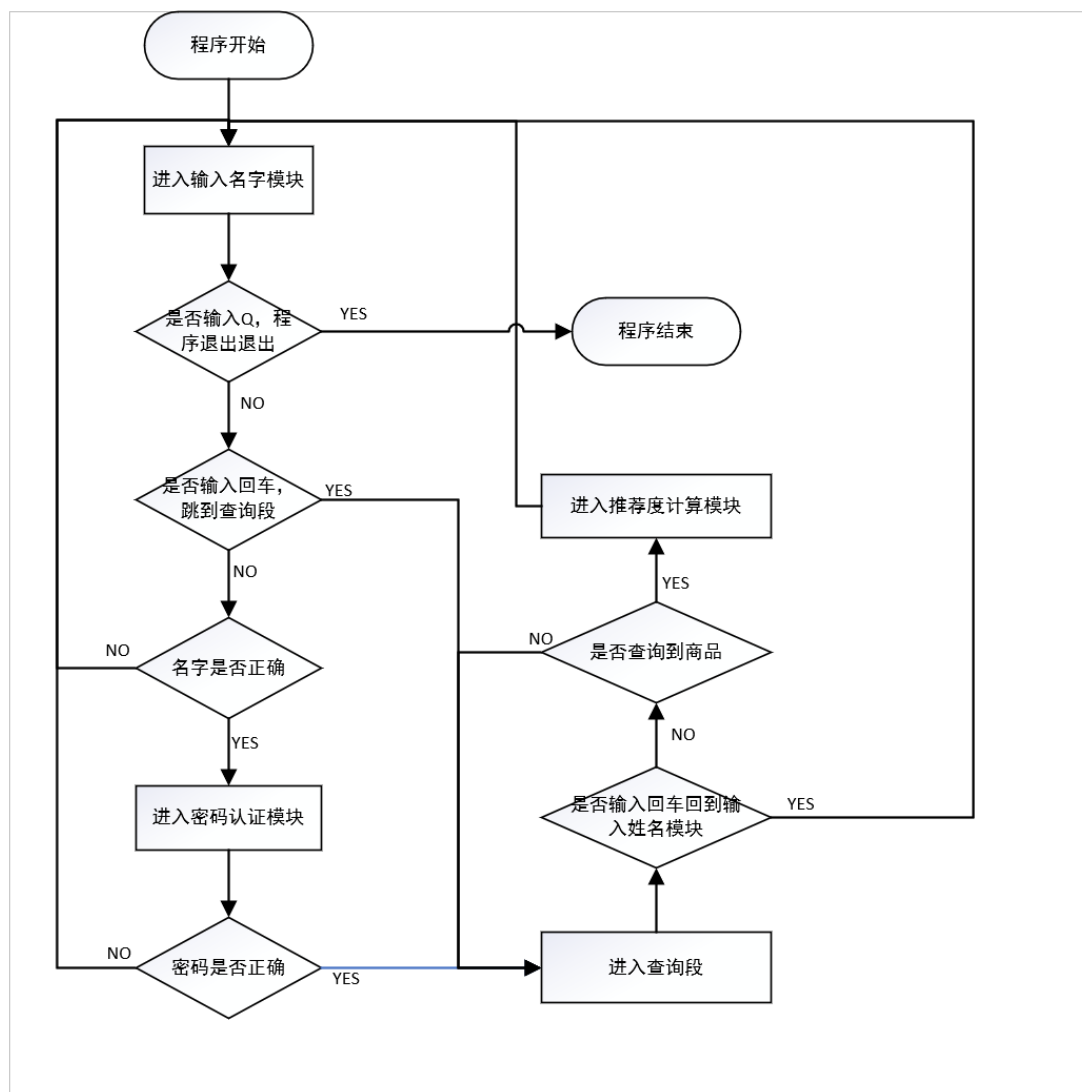 程序开始
进入输入名字模块
是否输入Q，程
序退出退出
YES
程序结束
NO
是否输入回车，
跳到查询段
YES
进入推荐度计算模块
NO
YES
名字是否正确
NO
NO
是否查询到商品
YES
NO
进入密码认证模块
是否输入回车回到输
入姓名模块
YES
密码是否正确
NO
YES
进入查询段